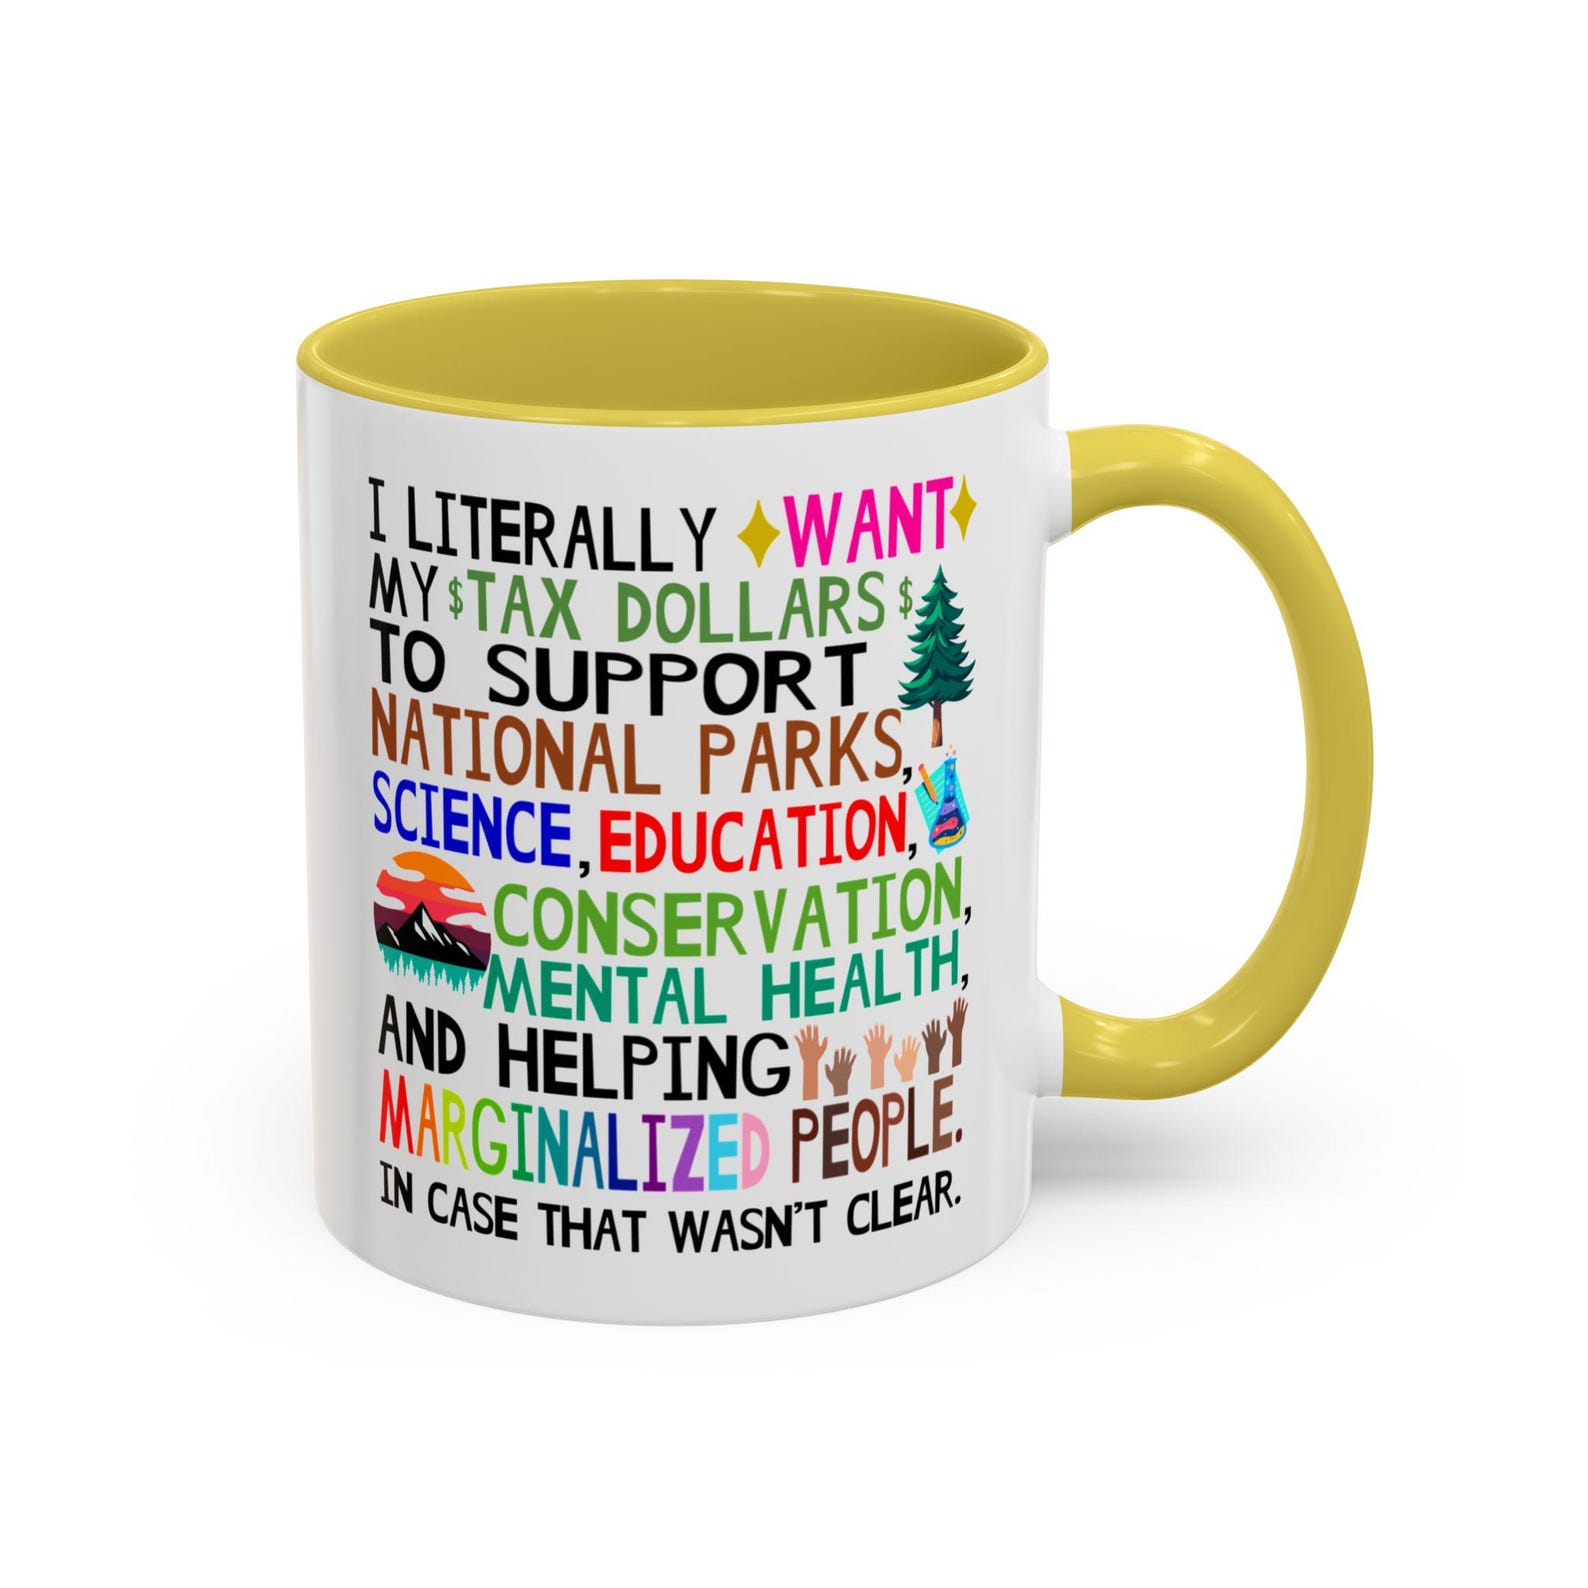 I LITERALLY WANT
MY $TAX DOLLARS$
TO SUPPORT
NATIONAL PARKS,
SCIENCE, EDUCATION,
CONSERVATION,
MENTAL HEALTH,
AND HELPING
MARGINALIZED PEOPLE.
IN CASE THAT WASN'T CLEAR.